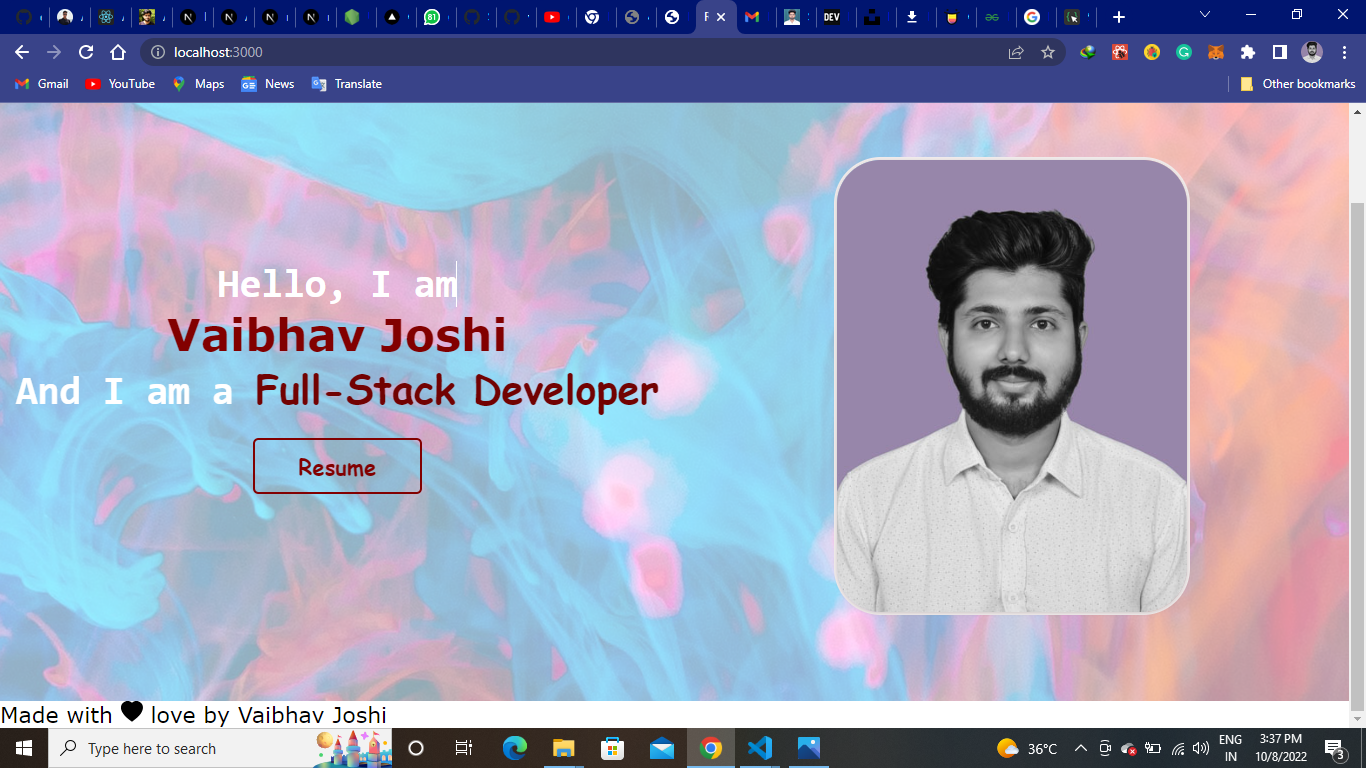 81
DEV
localhost:3000
Gmail
YouTube
Maps
News
Translate
Other bookmarks
Hello, I am
Vaibhav Joshi
And I am a Full-Stack Developer
Resume
Made with love by Vaibhav Joshi
Type here to search
36°C
ENG
IN
3:37 PM
10/8/2022
3